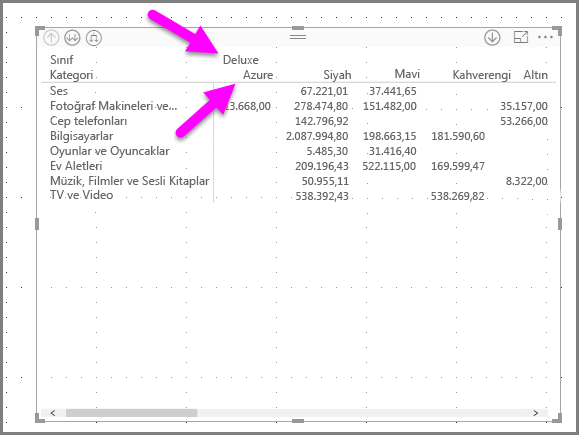 Sınıf Deluxe
Kategori Azure Siyah Mavi Kahverengi Altın
Ses 67.221,01 37.441,65
Fotoğraf Makineleri ve... 3.668,00 278.474,80 151.482,00 35.157,00
Cep telefonları 142.796,92 53.266,00
Bilgisayarlar 2.087.994,80 198.663,15 181.590,60
Oyunlar ve Oyuncaklar 5.485,30 31.416,40
Ev Aletleri 209.196,43 522.115,00 169.599,47
Müzik, Filmler ve Sesli Kitaplar 50.955,11 8.322,00
TV ve Video 538.392,43 538.269,82